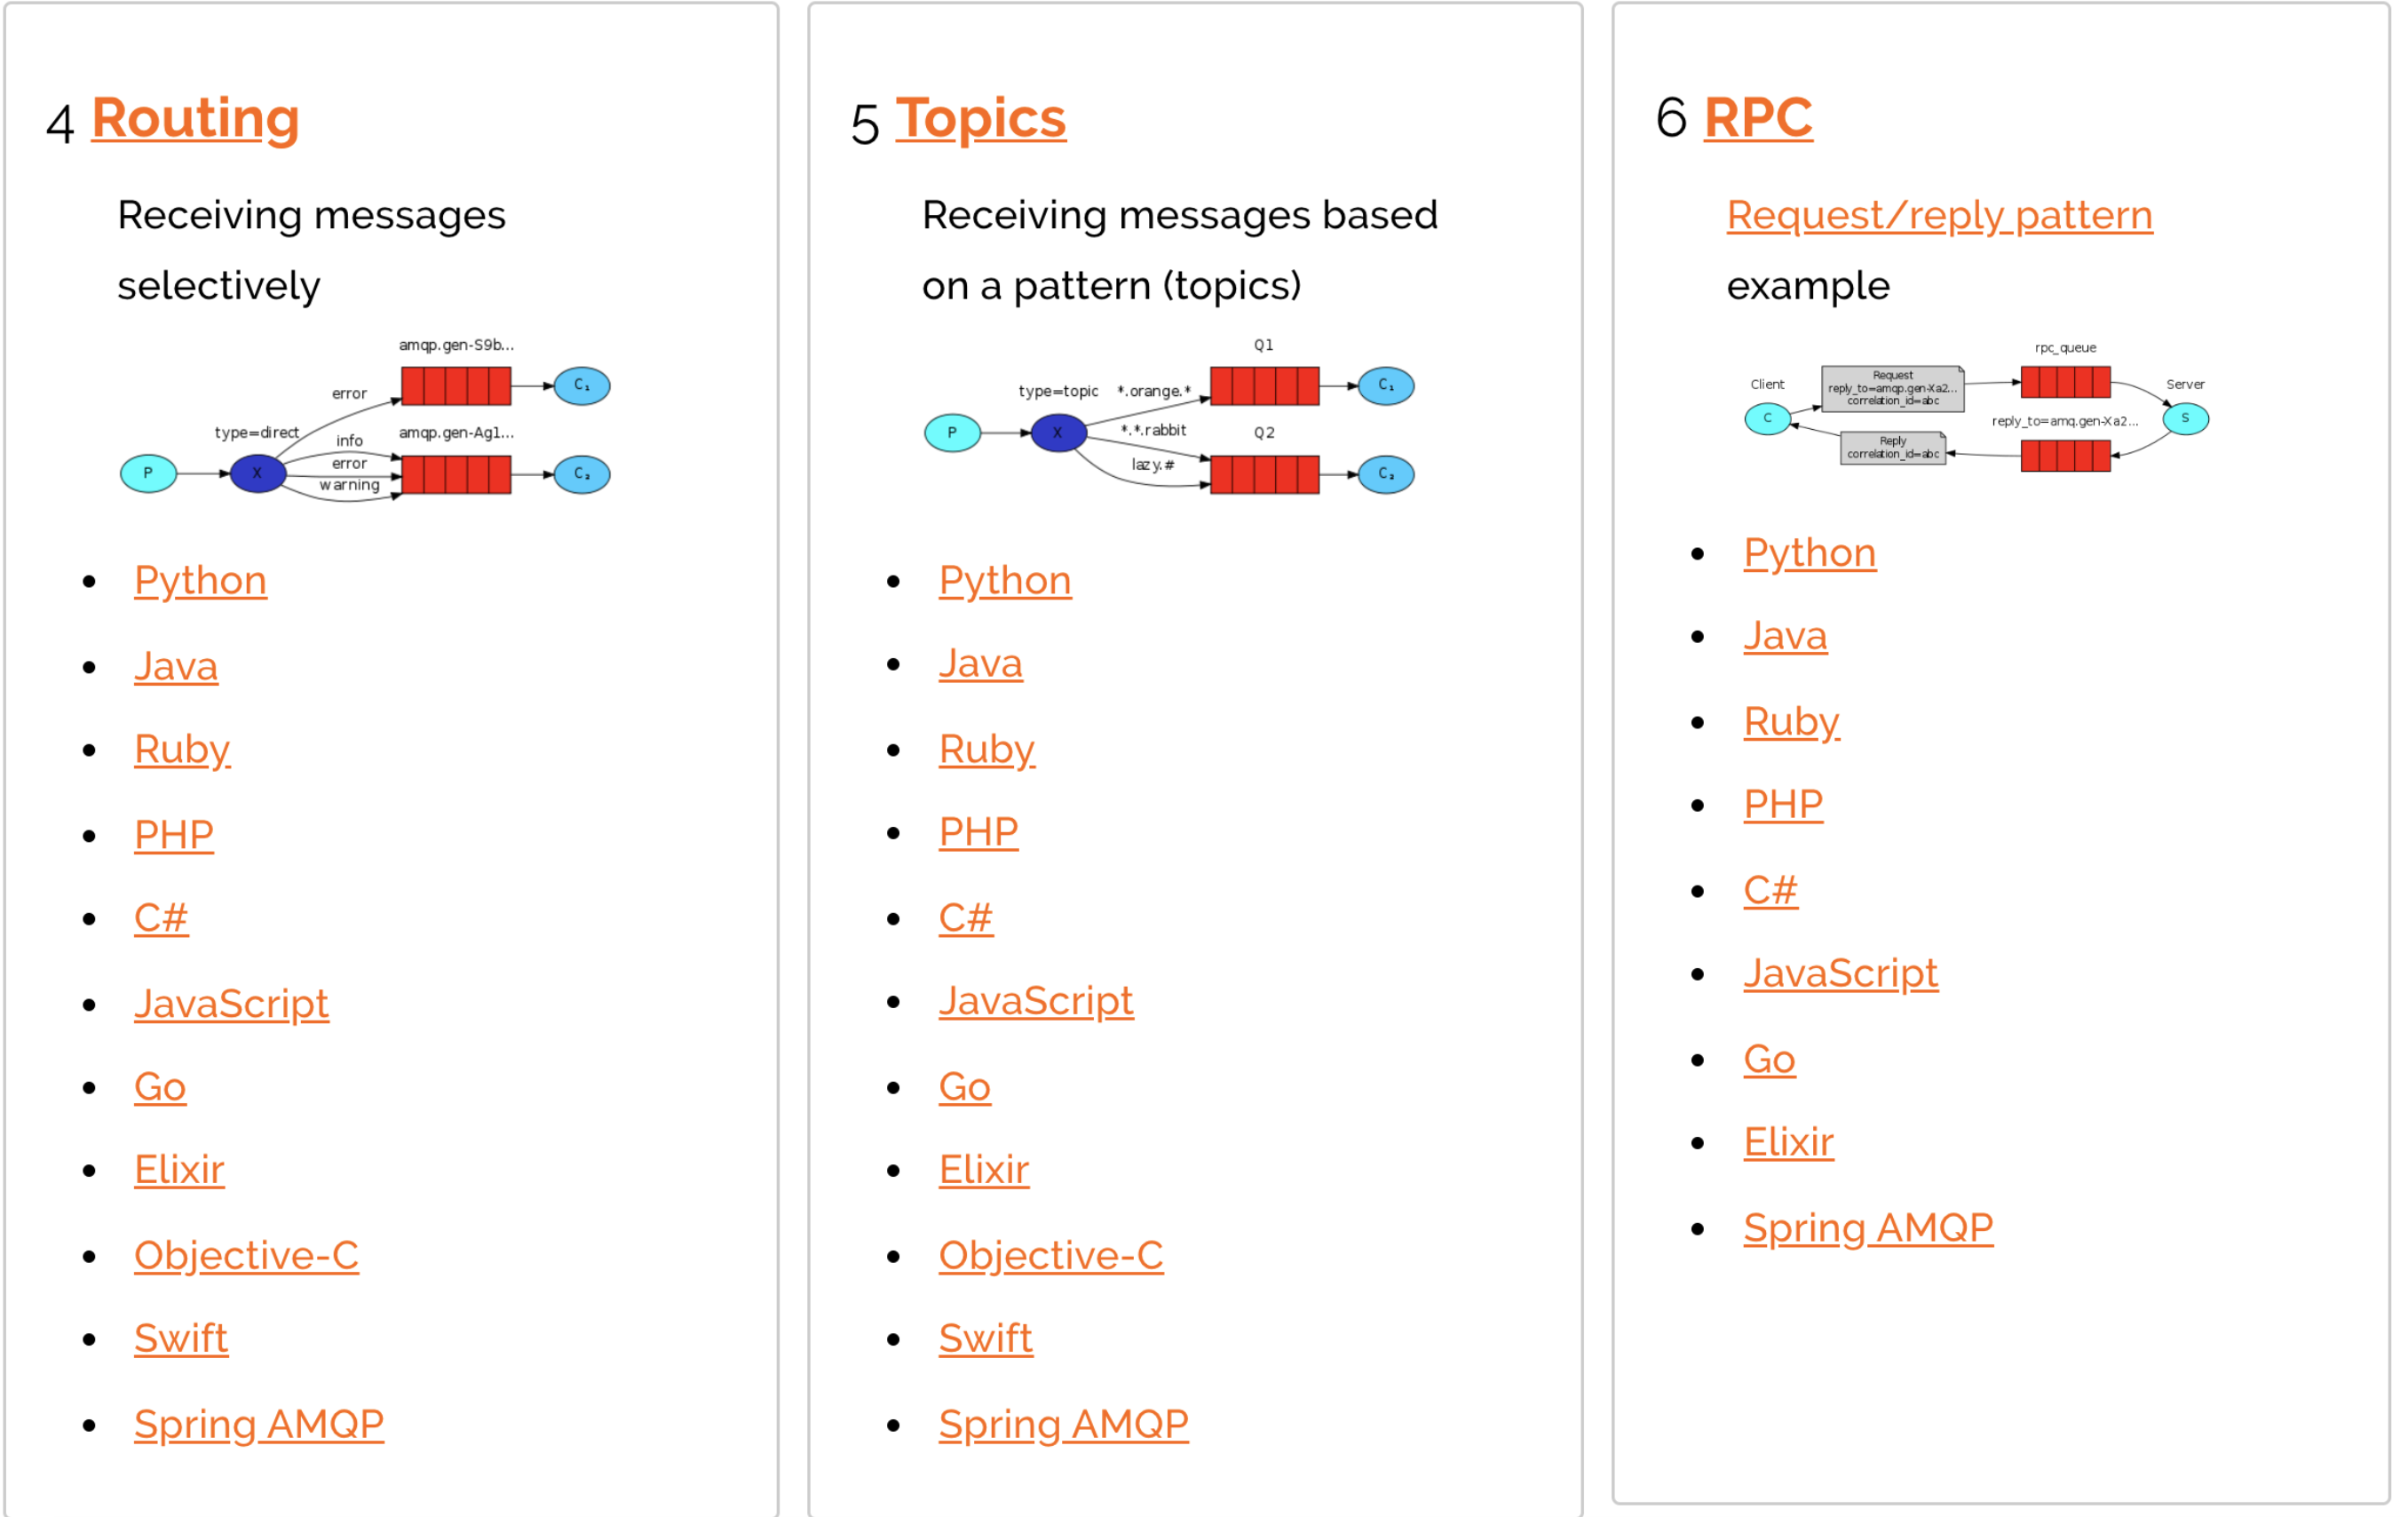 4 Routing
Receiving messages
selectively
amqp.gen-S9b...
error
C₁
type=direct
info
amqp.gen-Ag1...
error
P
X
warning
C₂
Python
Java
Ruby
PHP
C#
JavaScript
Go
Elixir
Objective-C
Swift
Spring AMQP
5 Topics
Receiving messages based
on a pattern (topics)
Q1
type=topic
*.orange.*
C₁
P
X
*.*.rabbit
Q2
lazy.#
C₂
Python
Java
Ruby
PHP
C#
JavaScript
Go
Elixir
Objective-C
Swift
Spring AMQP
6 RPC
Request/reply pattern
example
rpc_queue
Client
Request
reply_to=amqp.gen-Xa2...
correlation_id=abc
Server
C
reply_to=amq.gen-Xa2...
S
Reply
correlation_id=abc
Python
Java
Ruby
PHP
C#
JavaScript
Go
Elixir
Spring AMQP